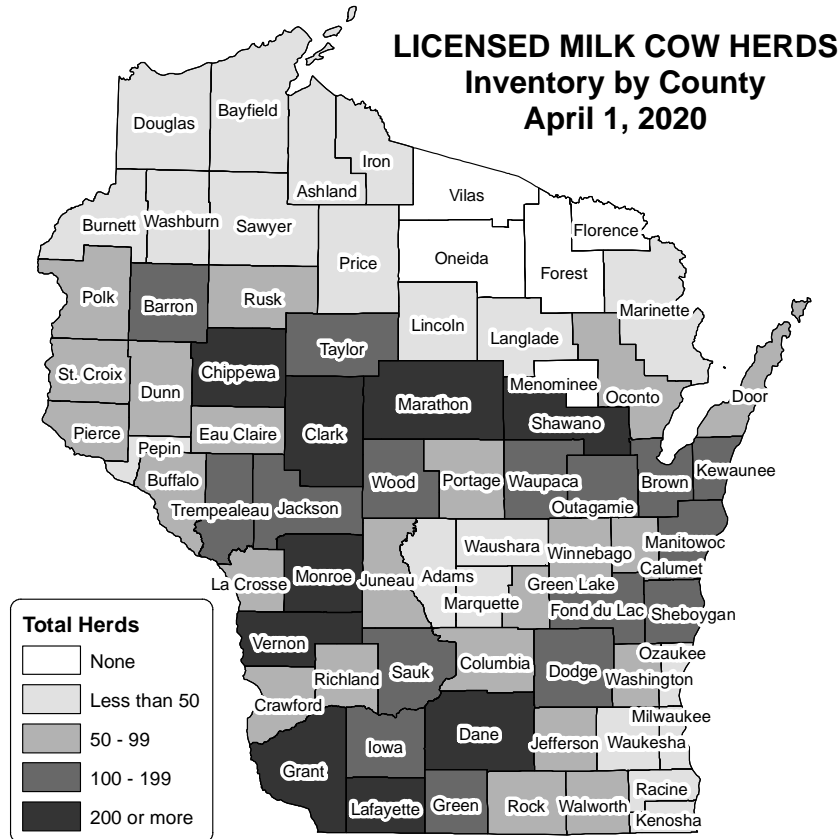 LICENSED MILK COW HERDS
Inventory by County
April 1, 2020
Douglas
Bayfield
Iron
Ashland
Vilas
Burnett
Washburn
Sawyer
Florence
Price
Oneida
Forest
Polk
Barron
Rusk
Marinette
Lincoln
Langlade
Taylor
St. Croix
Chippewa
Menominee
Dunn
Marathon
Oconto
Door
Pierce
Eau Claire
Clark
Shawano
Pepin
Buffalo
Wood
Portage
Waupaca
Brown
Kewaunee
Trempealeau
Jackson
Outagamie
Waushara
Winnebago
Manitowoc
Calumet
La Crosse
Monroe
Juneau
Adams
Green Lake
Marquette
Fond du Lac
Sheboygan
Vernon
Ozaukee
Richland
Sauk
Columbia
Dodge
Washington
Crawford
Milwaukee
Iowa
Dane
Jefferson
Waukesha
Grant
Racine
Lafayette
Green
Rock
Walworth
Kenosha
Total Herds
None
Less than 50
50 - 99
100 - 199
200 or more